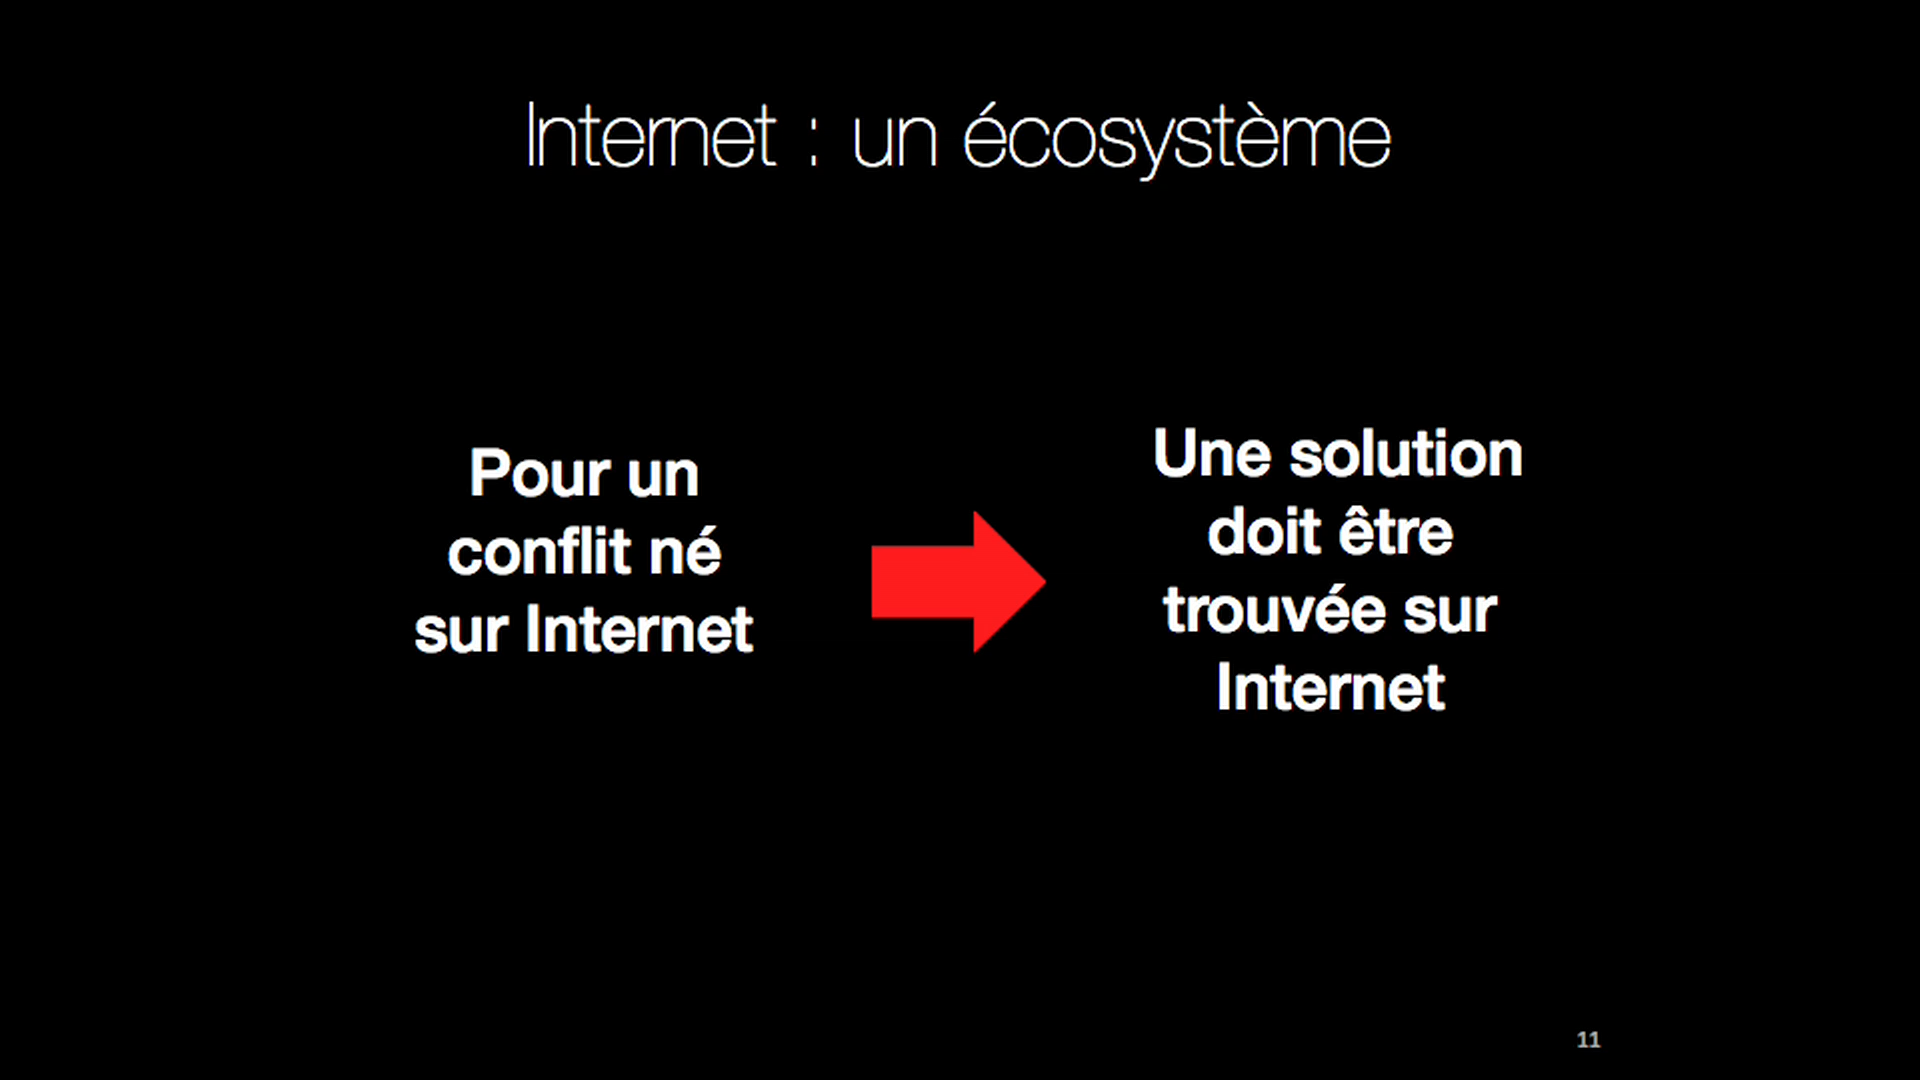 Internet : un écosystème
Pour un
conflit né
sur Internet
Une solution
doit être
trouvée sur
Internet
11